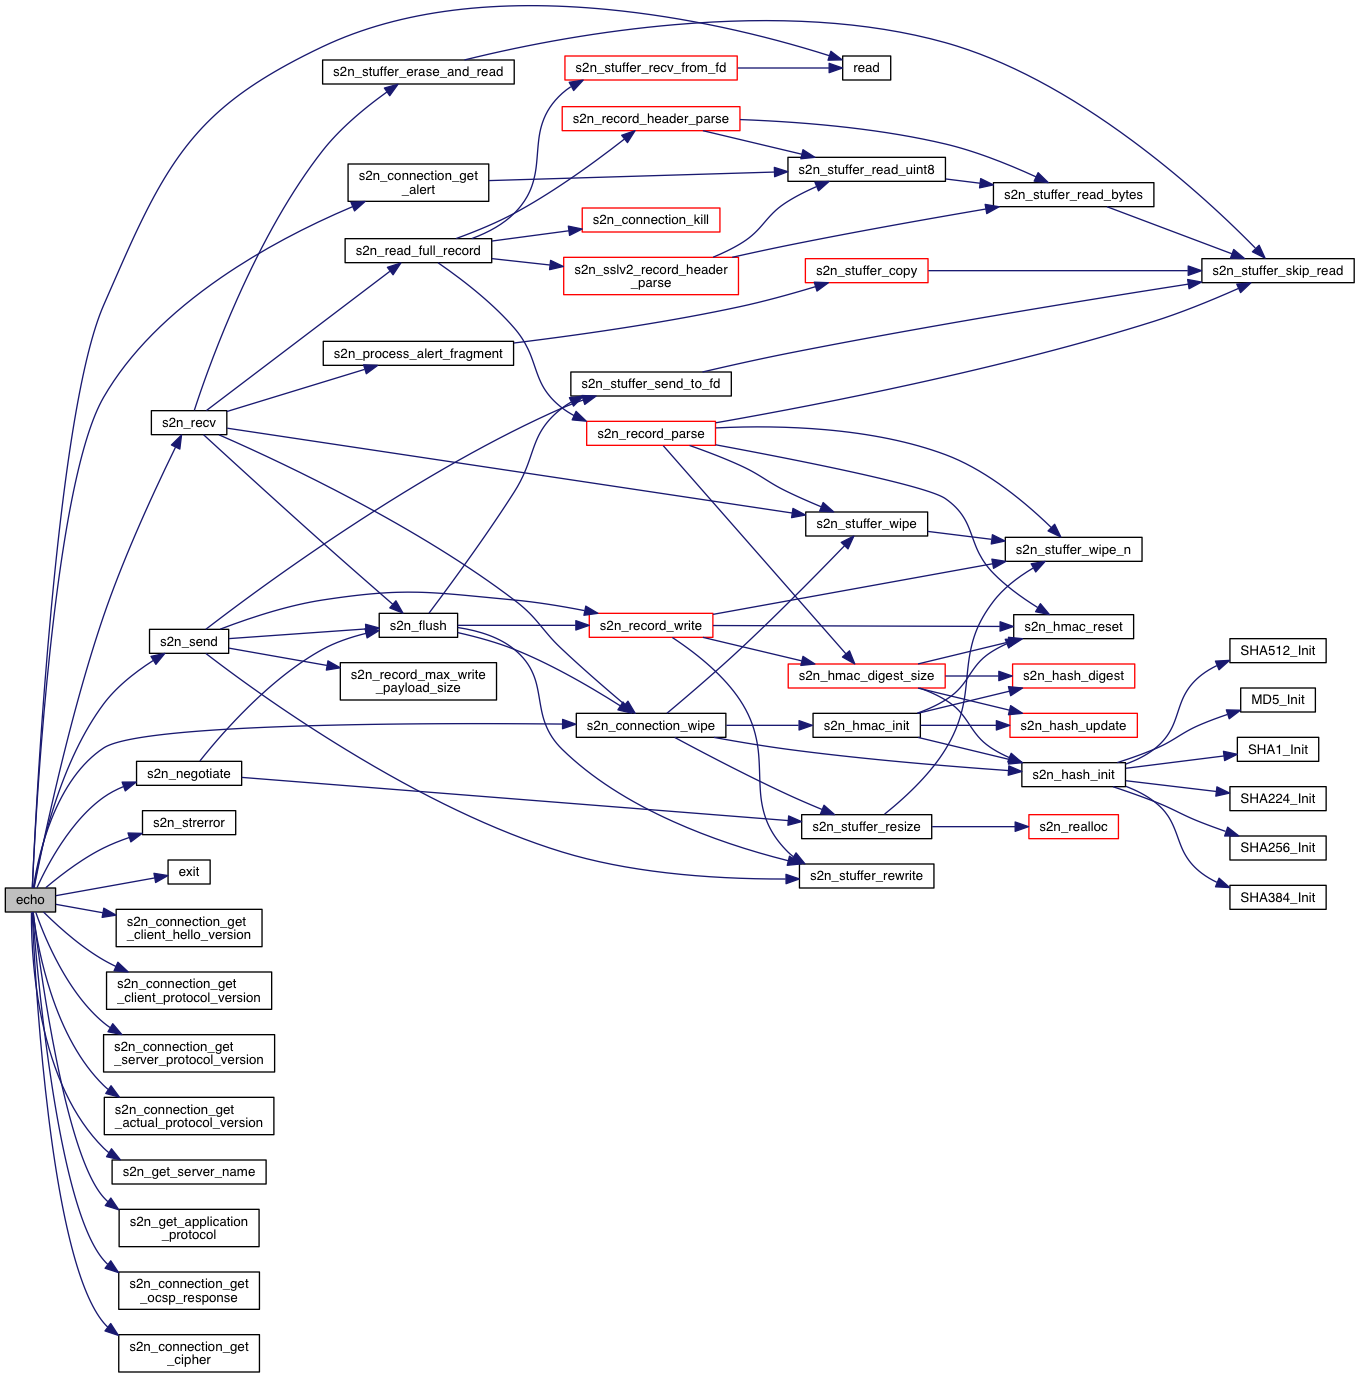 s2n_stuffer_erase_and_read
s2n_stuffer_recv_from_fd
read
s2n_record_header_parse
s2n_connection_get
_alert
s2n_stuffer_read_uint8
s2n_stuffer_read_bytes
s2n_connection_kill
s2n_read_full_record
s2n_sslv2_record_header
_parse
s2n_stuffer_copy
s2n_stuffer_skip_read
s2n_process_alert_fragment
s2n_stuffer_send_to_fd
s2n_recv
s2n_record_parse
s2n_stuffer_wipe
s2n_stuffer_wipe_n
s2n_flush
s2n_record_write
s2n_hmac_reset
s2n_send
s2n_record_max_write
_payload_size
s2n_hmac_digest_size
s2n_hash_digest
SHA512_Init
MD5_Init
s2n_connection_wipe
s2n_hmac_init
s2n_hash_update
SHA1_Init
s2n_negotiate
s2n_hash_init
SHA224_Init
s2n_strerror
s2n_stuffer_resize
s2n_realloc
SHA256_Init
exit
s2n_stuffer_rewrite
SHA384_Init
echo
s2n_connection_get
_client_hello_version
s2n_connection_get
_client_protocol_version
s2n_connection_get
_server_protocol_version
s2n_connection_get
_actual_protocol_version
s2n_get_server_name
s2n_get_application
_protocol
s2n_connection_get
_ocsp_response
s2n_connection_get
_cipher